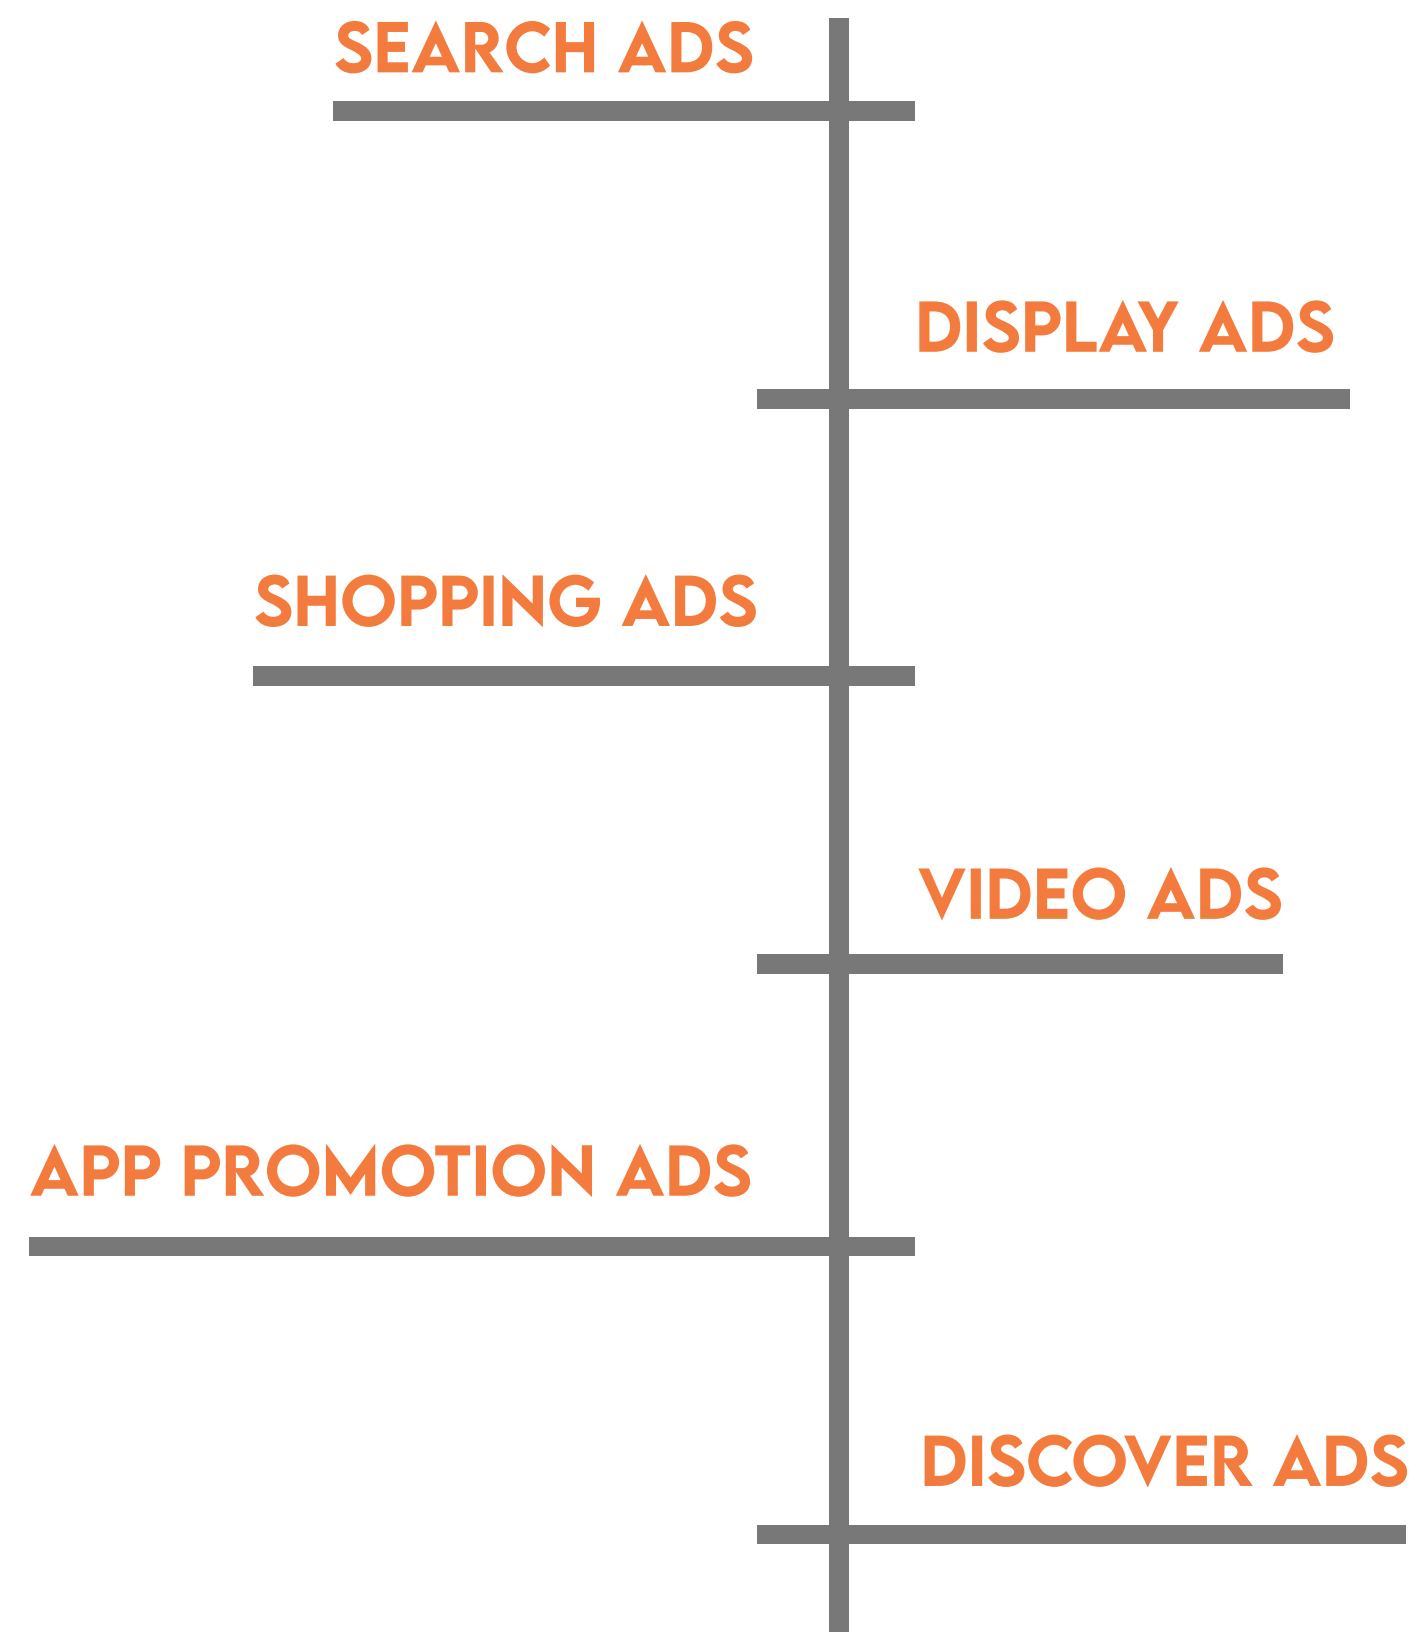 SEARCH ADS
DISPLAY ADS
SHOPPING ADS
VIDEO ADS
APP PROMOTION ADS
DISCOVER ADS